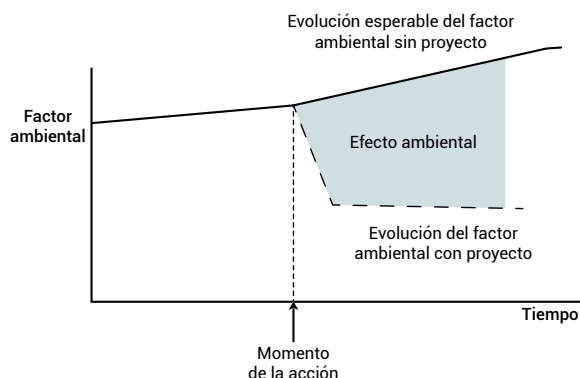 Evolución esperable del factor
ambiental sin proyecto
Factor
ambiental
Efecto ambiental
Evolución del factor
ambiental con proyecto
Tiempo
Momento
de la acción